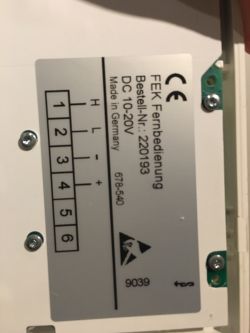 CE
FEK Fernbedienung
Bestell-Nr.: 220193
DC 10-20V
Made in Germany
678-540
H L - +
1 2 3 4 5 6
9039